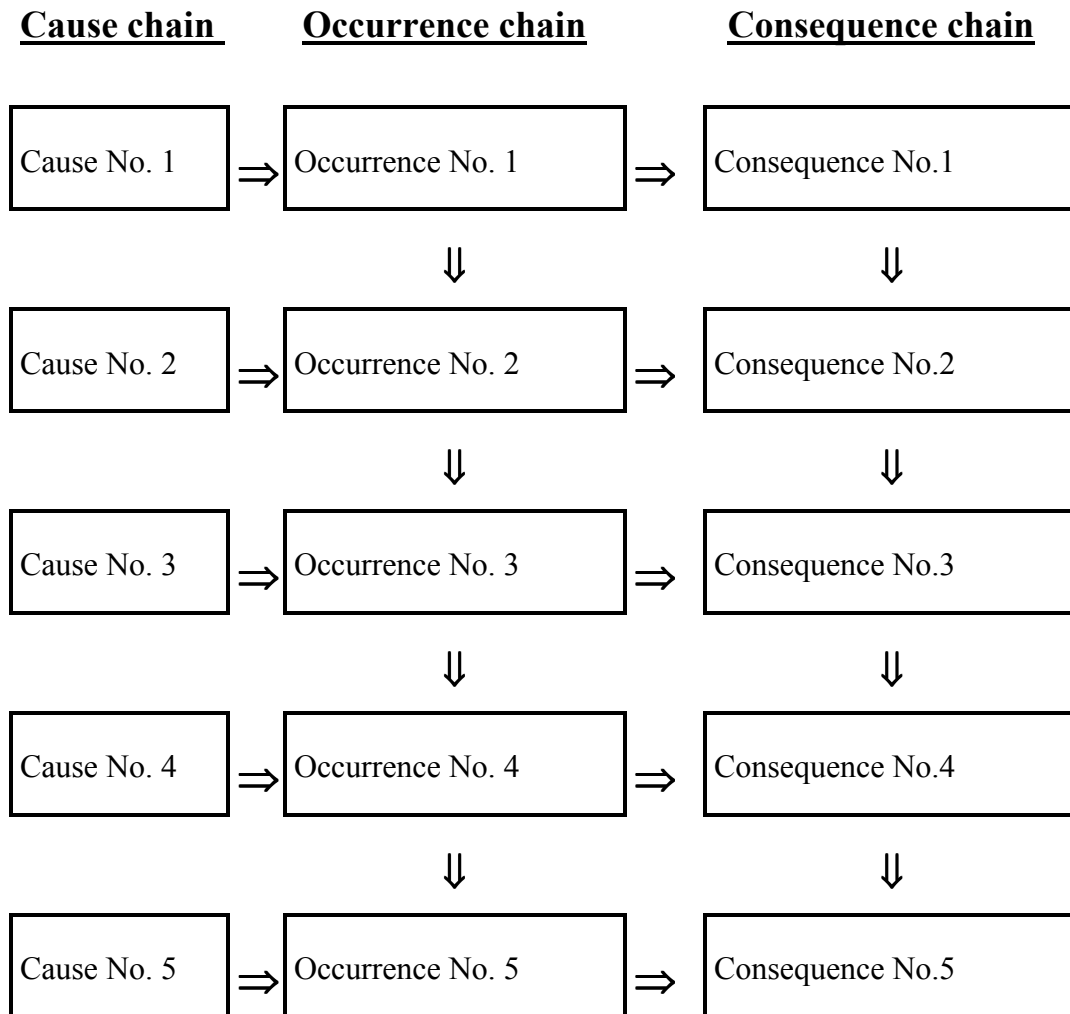 Cause chain Occurrence chain Consequence chain
Cause No. 1 ⇒ Occurrence No. 1 ⇒ Consequence No.1
⇓ ⇓
Cause No. 2 ⇒ Occurrence No. 2 ⇒ Consequence No.2
⇓ ⇓
Cause No. 3 ⇒ Occurrence No. 3 ⇒ Consequence No.3
⇓ ⇓
Cause No. 4 ⇒ Occurrence No. 4 ⇒ Consequence No.4
⇓ ⇓
Cause No. 5 ⇒ Occurrence No. 5 ⇒ Consequence No.5